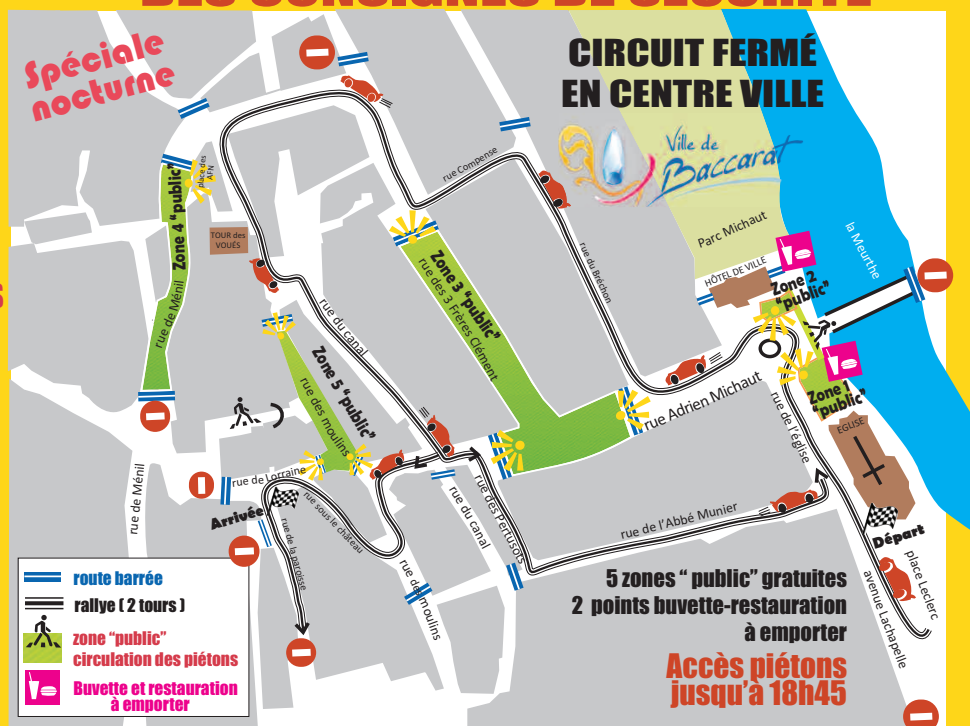 DES CONSIGNES DE SÉCURITÉ
Spéciale
nocturne
CIRCUIT FERMÉ
EN CENTRE VILLE
Ville de
Baccarat
place des
AFN
Zone 4 "public"
rue de Ménil
TOUR des
VOUÉS
rue Compense
rue du Bréchon
Parc Michaut
la Meurthe
HÔTEL DE VILLE
Zone 2
"public"
Zone 3 "public"
rue des 3 Frères Clément
rue du canal
Zone 5 "public"
rue des moulins
rue Adrien Michaut
Zone 1
"public"
rue de l'église
EGLISE
rue de Ménil
rue de Lorraine
Arrivée
rue sous le château
rue de la paroisse
rue des moulins
rue du canal
rue des Pertusots
rue de l'Abbé Munier
Départ
place Leclerc
avenue Lachapelle
route barrée
rallye ( 2 tours )
zone "public"
circulation des piétons
Buvette et restauration
à emporter
5 zones " public" gratuites
2 points buvette-restauration
à emporter
Accès piétons
jusqu'à 18h45